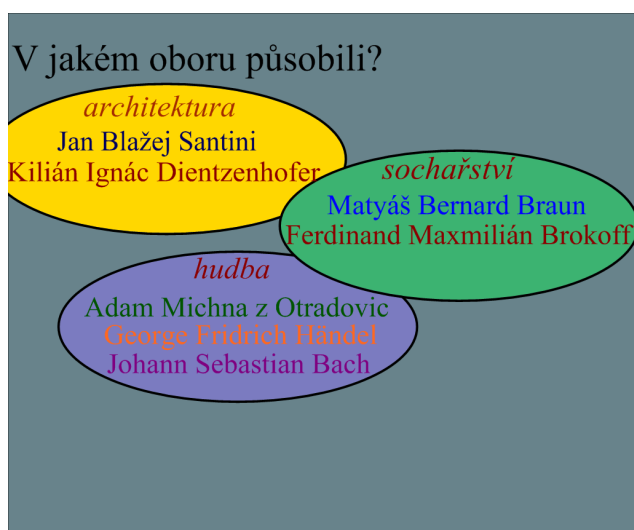 V jakém oboru působili?
architektura
Jan Blažej Santini
Kilián Ignác Dientzenhofer
sochařství
Matyáš Bernard Braun
Ferdinand Maxmilián Brokoff
hudba
Adam Michna z Otradovic
George Fridrich Händel
Johann Sebastian Bach